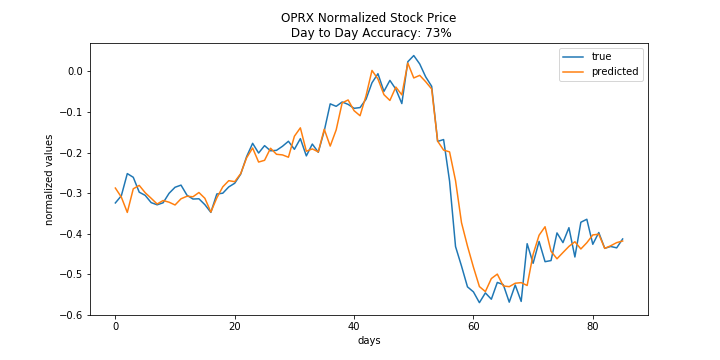 OPRX Normalized Stock Price
Day to Day Accuracy: 73%
true
predicted
normalized values
0.0
−0.1
−0.2
−0.3
−0.4
−0.5
−0.6
0
20
40
60
80
days